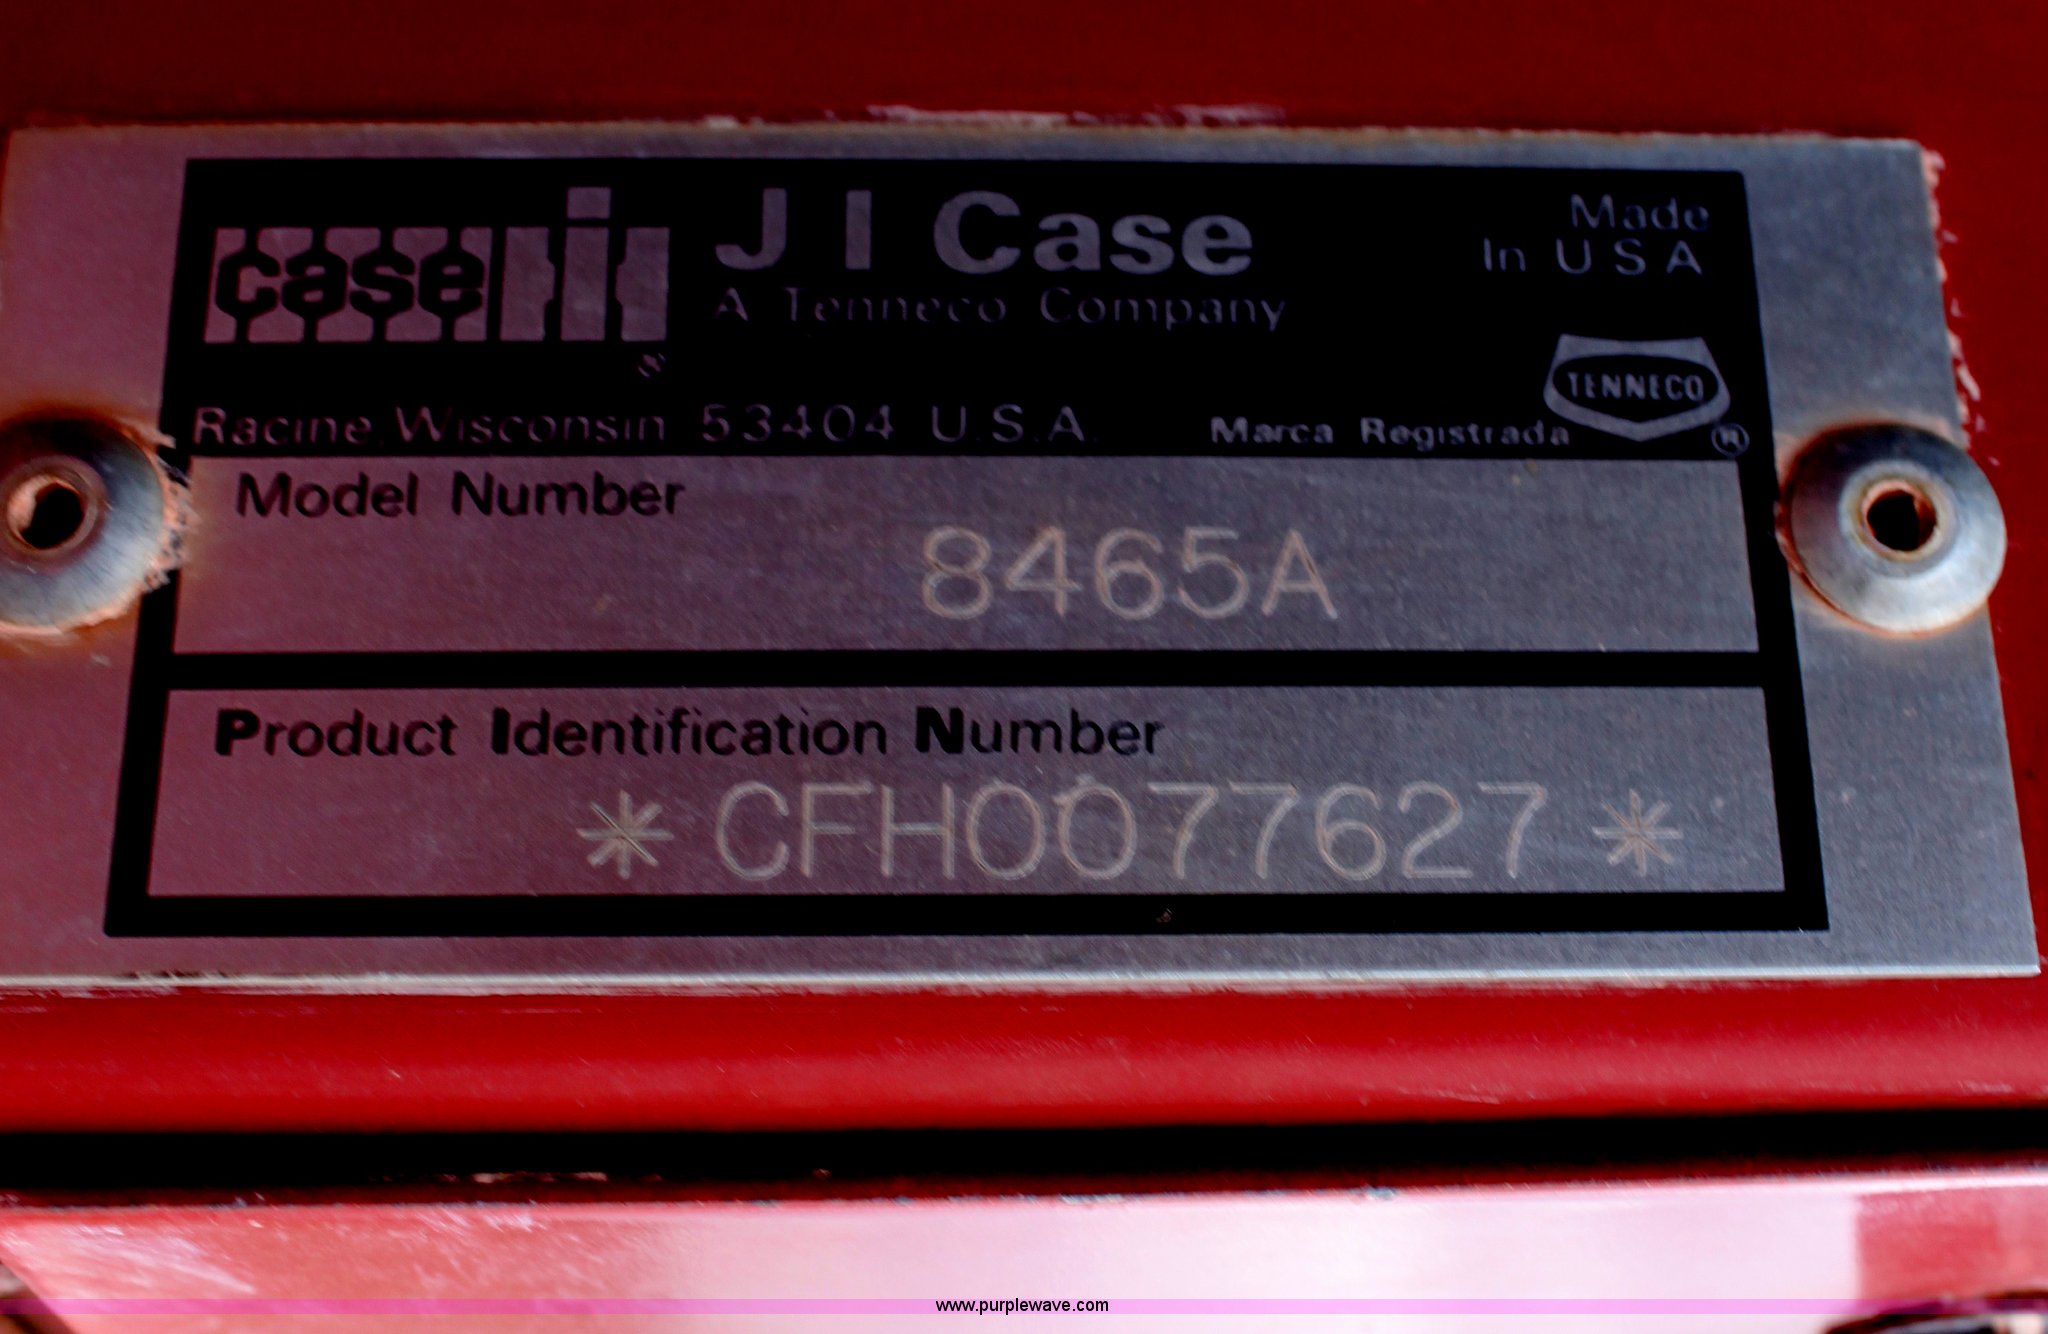 case ih ®
J I Case
A Tenneco Company
Made
In U S A
TENNECO
Racine, Wisconsin 53404 U.S.A.
Marca Registrada ®
Model Number
8465A
Product Identification Number
*CFH0077627*
www.purplewave.com